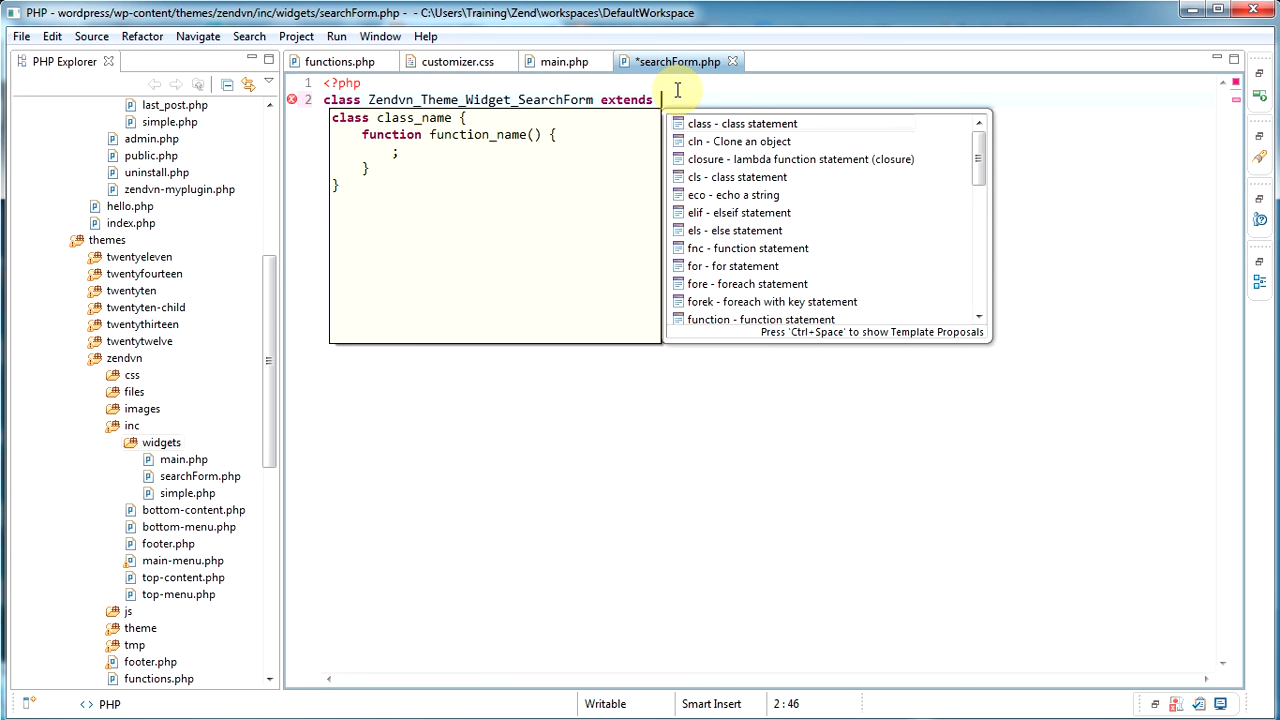 PHP - wordpress/wp-content/themes/zendvn/inc/widgets/searchForm.php - - C:\Users\Training\Zend\workspaces\DefaultWorkspace
File Edit Source Refactor Navigate Search Project Run Window Help
PHP Explorer
functions.php customizer.css main.php *searchForm.php
last_post.php
simple.php
admin.php
public.php
uninstall.php
zendvn-myplugin.php
hello.php
index.php
themes
twentyeleven
twentyfourteen
twentyten
twentyten-child
twentythirteen
twentytwelve
zendvn
css
files
images
inc
widgets
main.php
searchForm.php
simple.php
bottom-content.php
bottom-menu.php
footer.php
main-menu.php
top-content.php
top-menu.php
js
theme
tmp
footer.php
functions.php
1 <?php
2 class Zendvn_Theme_Widget_SearchForm extends
class class_name {
function function_name() {
;
}
}
class - class statement
cln - Clone an object
closure - lambda function statement (closure)
cls - class statement
eco - echo a string
elif - elseif statement
els - else statement
fnc - function statement
for - for statement
fore - foreach statement
forek - foreach with key statement
function - function statement
Press 'Ctrl+Space' to show Template Proposals
<> PHP Writable Smart Insert 2 : 46